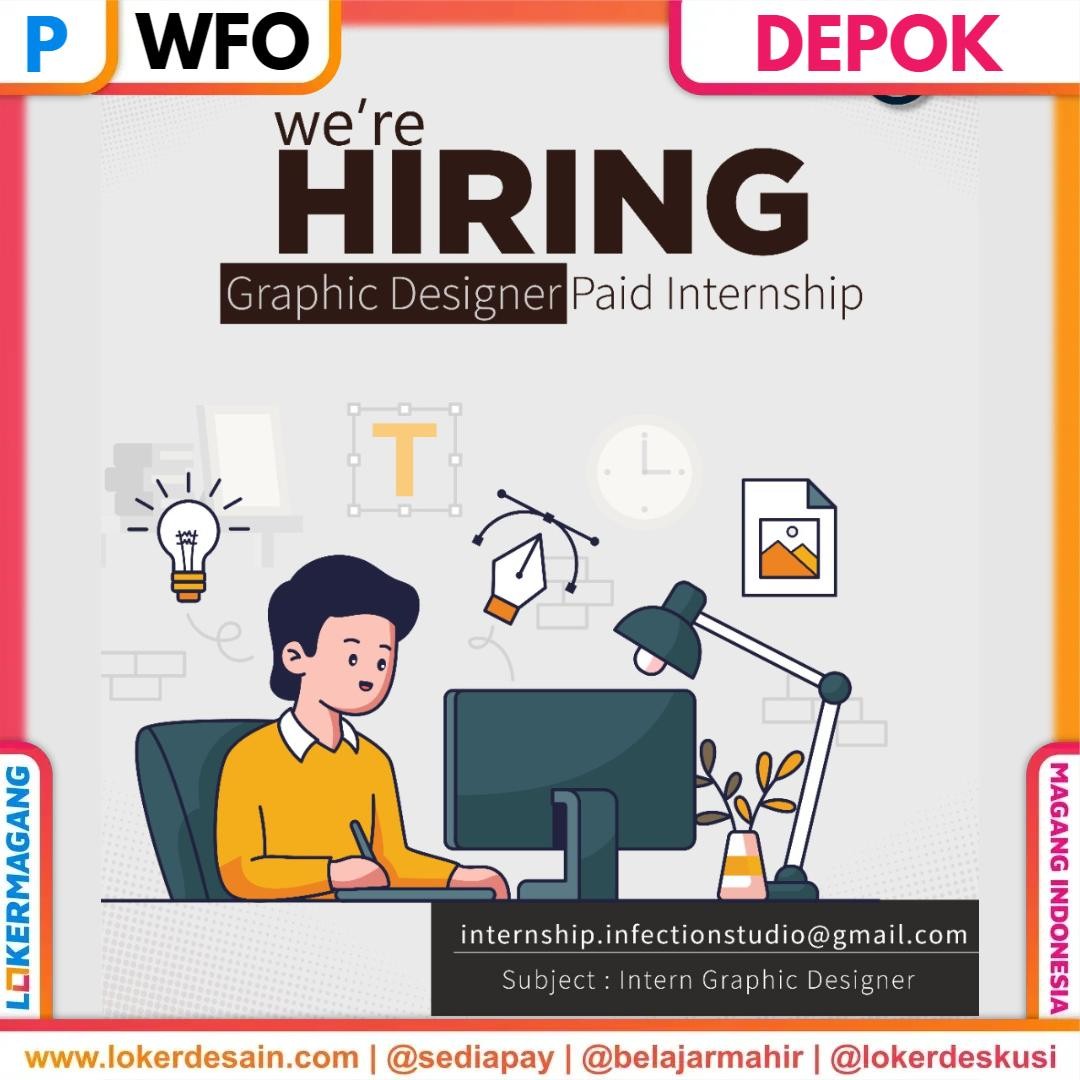 P
WFO
DEPOK
we're
HIRING
Graphic Designer Paid Internship
T
internship.infectionstudio@gmail.com
Subject : Intern Graphic Designer
LOKERMAGANG
MAGANG INDONESIA
www.lokerdesain.com | @sediapay | @belajarmahir | @lokerdeskusi